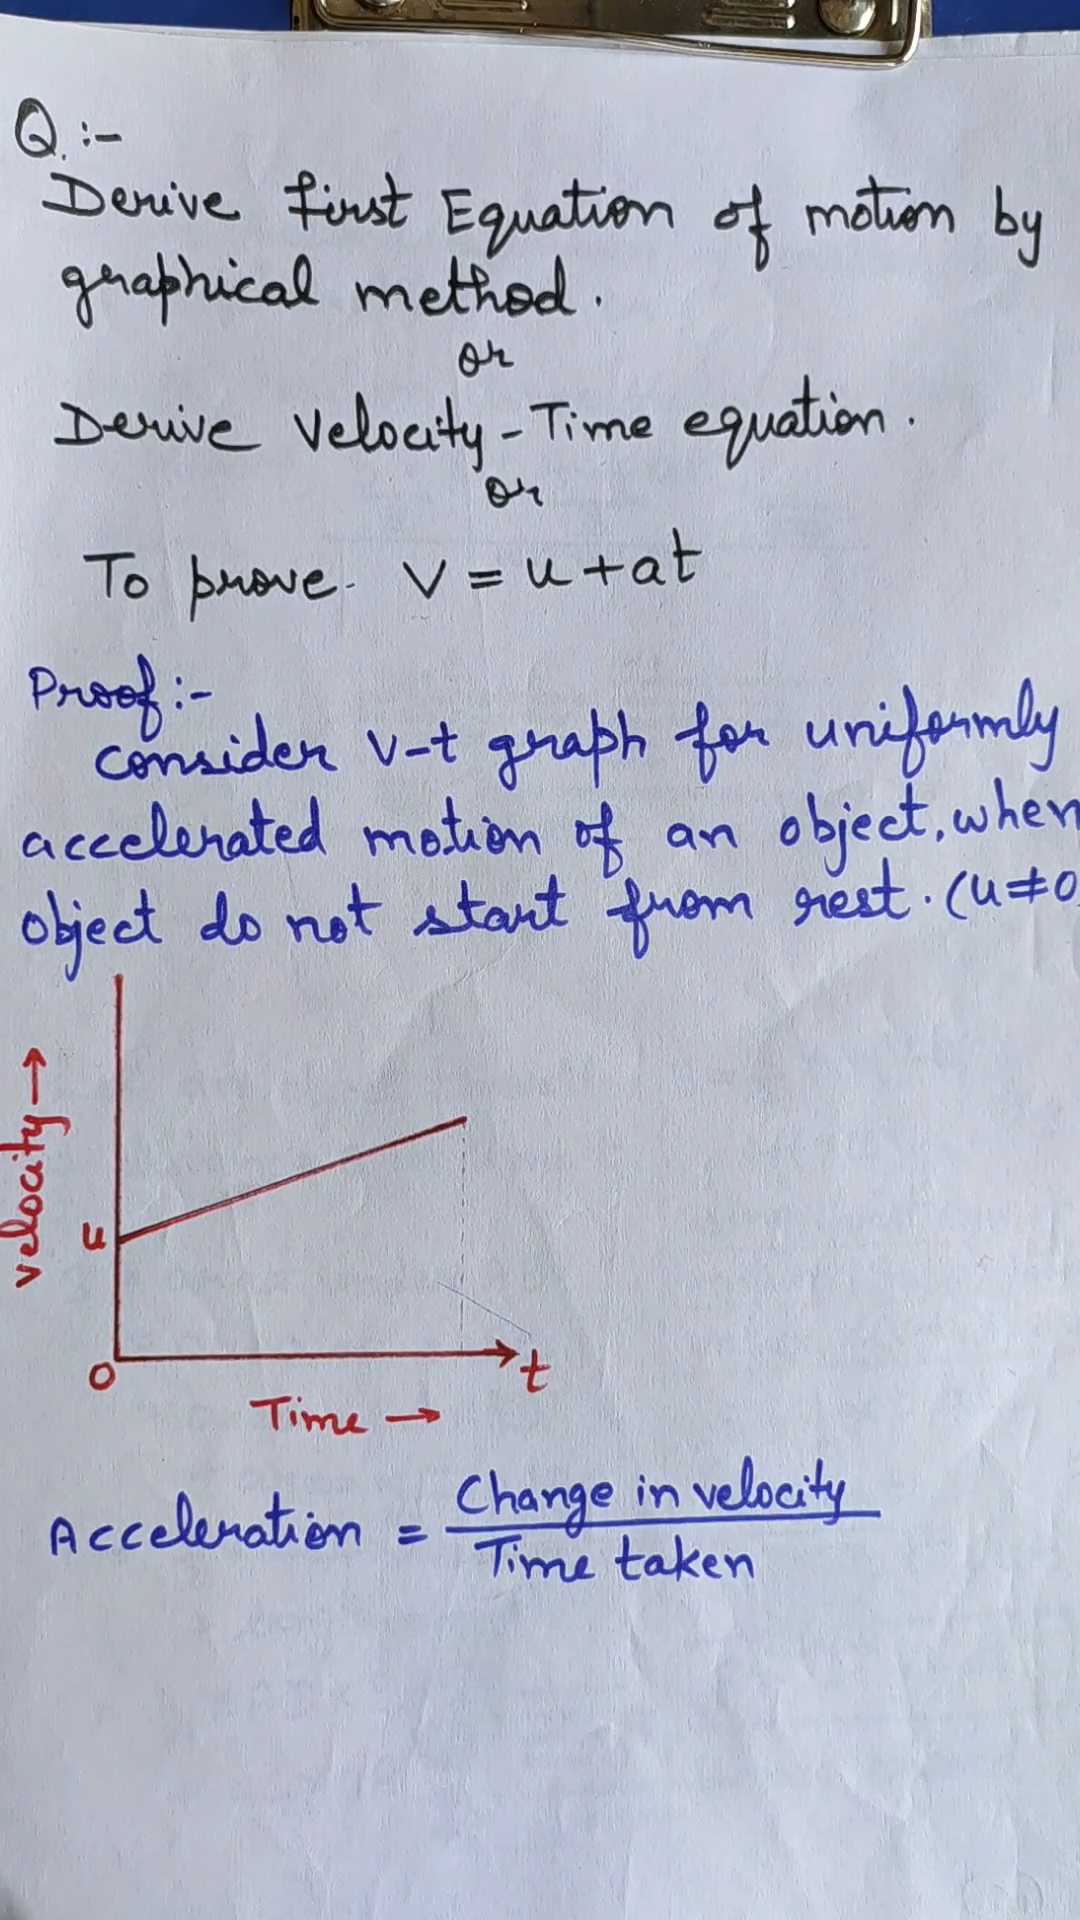 Q.:-
Derive first Equation of motion by
graphical method.
or
Derive Velocity-Time equation.
or
To prove. V = u + at
Proof:-
consider v-t graph for uniformly
accelerated motion of an object, when
object do not start from rest. (u≠0
velocity→
u
0
t
Time →
Acceleration = Change in velocity
Time taken